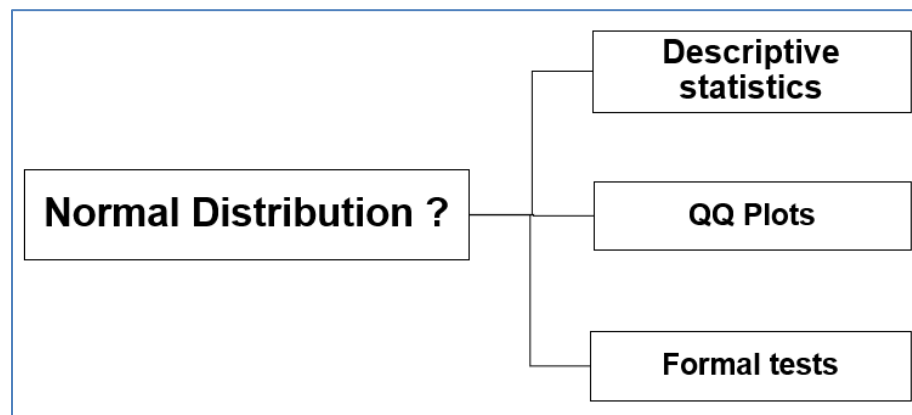 Normal Distribution ?
Descriptive
statistics
QQ Plots
Formal tests